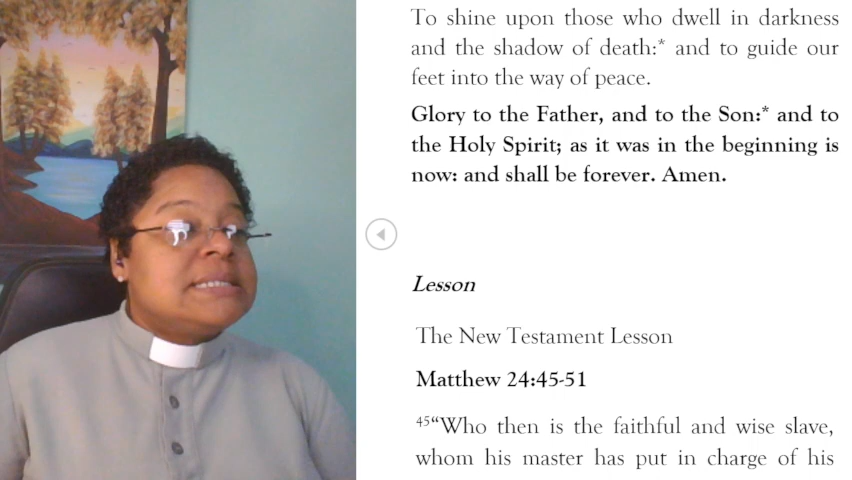 To shine upon those who dwell in darkness
and the shadow of death:* and to guide our
feet into the way of peace.
Glory to the Father, and to the Son:* and to
the Holy Spirit; as it was in the beginning is
now: and shall be forever. Amen.
Lesson
The New Testament Lesson
Matthew 24:45-51
45“Who then is the faithful and wise slave,
whom his master has put in charge of his